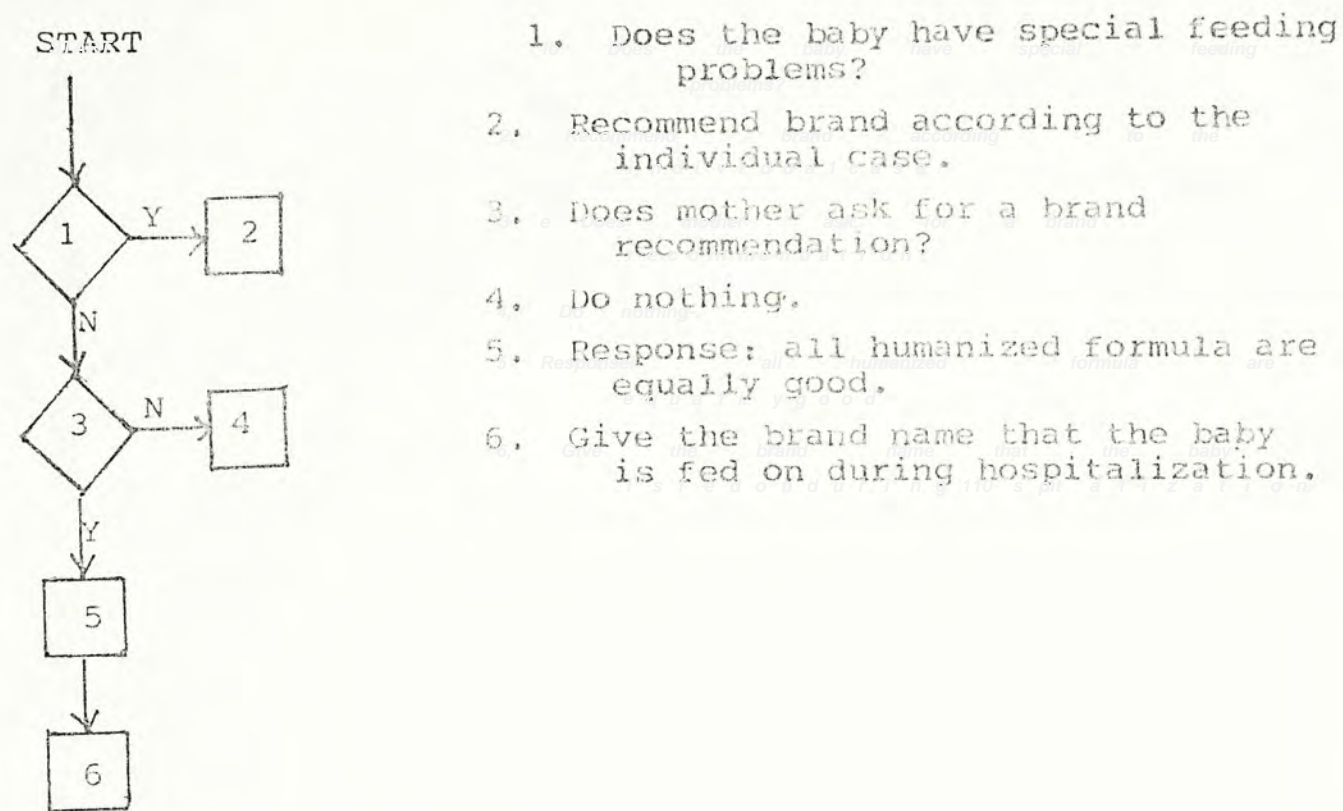 START
1
Y
2
N
3
N
4
Y
5
6
1. Does the baby have special feeding
problems?
2. Recommend brand according to the
individual case.
3. Does mother ask for a brand
recommendation?
4. Do nothing.
5. Response: all humanized formula are
equally good.
6. Give the brand name that the baby
is fed on during hospitalization.